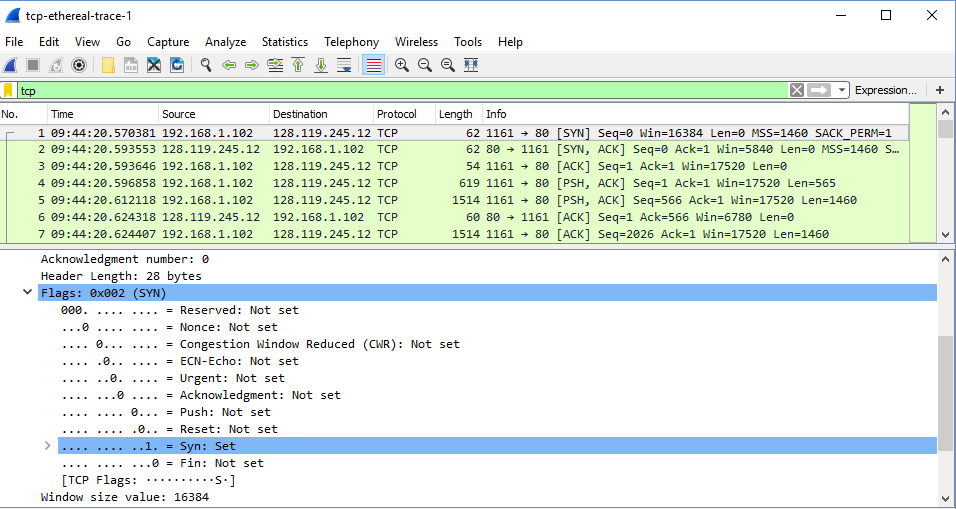 tcp-ethereal-trace-1
File Edit View Go Capture Analyze Statistics Telephony Wireless Tools Help
tcp Expression... +
No. Time Source Destination Protocol Length Info
1 09:44:20.570381 192.168.1.102 128.119.245.12 TCP 62 1161 → 80 [SYN] Seq=0 Win=16384 Len=0 MSS=1460 SACK_PERM=1
2 09:44:20.593553 128.119.245.12 192.168.1.102 TCP 62 80 → 1161 [SYN, ACK] Seq=0 Ack=1 Win=5840 Len=0 MSS=1460 S…
3 09:44:20.593646 192.168.1.102 128.119.245.12 TCP 54 1161 → 80 [ACK] Seq=1 Ack=1 Win=17520 Len=0
4 09:44:20.596858 192.168.1.102 128.119.245.12 TCP 619 1161 → 80 [PSH, ACK] Seq=1 Ack=1 Win=17520 Len=565
5 09:44:20.612118 192.168.1.102 128.119.245.12 TCP 1514 1161 → 80 [PSH, ACK] Seq=566 Ack=1 Win=17520 Len=1460
6 09:44:20.624318 128.119.245.12 192.168.1.102 TCP 60 80 → 1161 [ACK] Seq=1 Ack=566 Win=6780 Len=0
7 09:44:20.624407 192.168.1.102 128.119.245.12 TCP 1514 1161 → 80 [ACK] Seq=2026 Ack=1 Win=17520 Len=1460
Acknowledgment number: 0
Header Length: 28 bytes
Flags: 0x002 (SYN)
000. .... .... = Reserved: Not set
...0 .... .... = Nonce: Not set
.... 0... .... = Congestion Window Reduced (CWR): Not set
.... .0.. .... = ECN-Echo: Not set
.... ..0. .... = Urgent: Not set
.... ...0 .... = Acknowledgment: Not set
.... .... 0... = Push: Not set
.... .... .0.. = Reset: Not set
.... .... ..1. = Syn: Set
.... .... ...0 = Fin: Not set
[TCP Flags: ··········S·]
Window size value: 16384